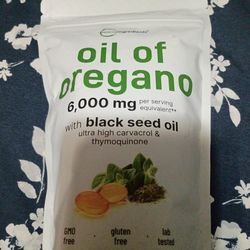 oil of
oregano
6,000 mg per serving
equivalent**
with black seed oil
ultra high carvacrol &
thymoquinone
GMO
free
gluten
free
lab
tested